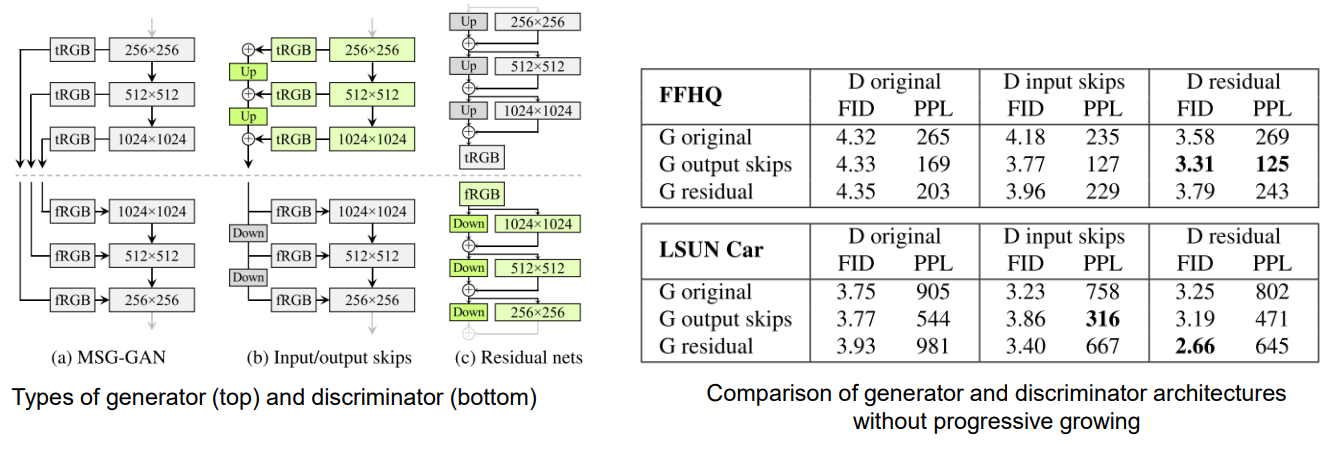 tRGB 256×256
tRGB 512×512
tRGB 1024×1024
fRGB 1024×1024
fRGB 512×512
fRGB 256×256
(a) MSG-GAN
tRGB 256×256
Up
tRGB 512×512
Up
tRGB 1024×1024
fRGB 1024×1024
Down
fRGB 512×512
Down
fRGB 256×256
(b) Input/output skips
Up 256×256
Up 512×512
Up 1024×1024
tRGB
fRGB
Down 1024×1024
Down 512×512
Down 256×256
(c) Residual nets
Types of generator (top) and discriminator (bottom)
FFHQ D original D input skips D residual
FID PPL FID PPL FID PPL
G original 4.32 265 4.18 235 3.58 269
G output skips 4.33 169 3.77 127 3.31 125
G residual 4.35 203 3.96 229 3.79 243
LSUN Car D original D input skips D residual
FID PPL FID PPL FID PPL
G original 3.75 905 3.23 758 3.25 802
G output skips 3.77 544 3.86 316 3.19 471
G residual 3.93 981 3.40 667 2.66 645
Comparison of generator and discriminator architectures
without progressive growing